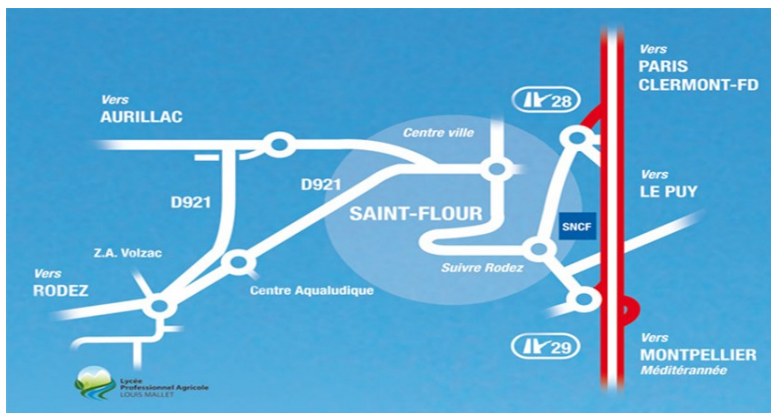 Vers
PARIS
CLERMONT-FD
28
Vers
AURILLAC
Centre ville
D921
Vers
LE PUY
D921
SAINT-FLOUR
SNCF
Z.A. Volzac
Suivre Rodez
Vers
RODEZ
Centre Aqualudique
29
Vers
MONTPELLIER
Méditérannée
Lycée
Professionnel Agricole
LOUIS MALLET